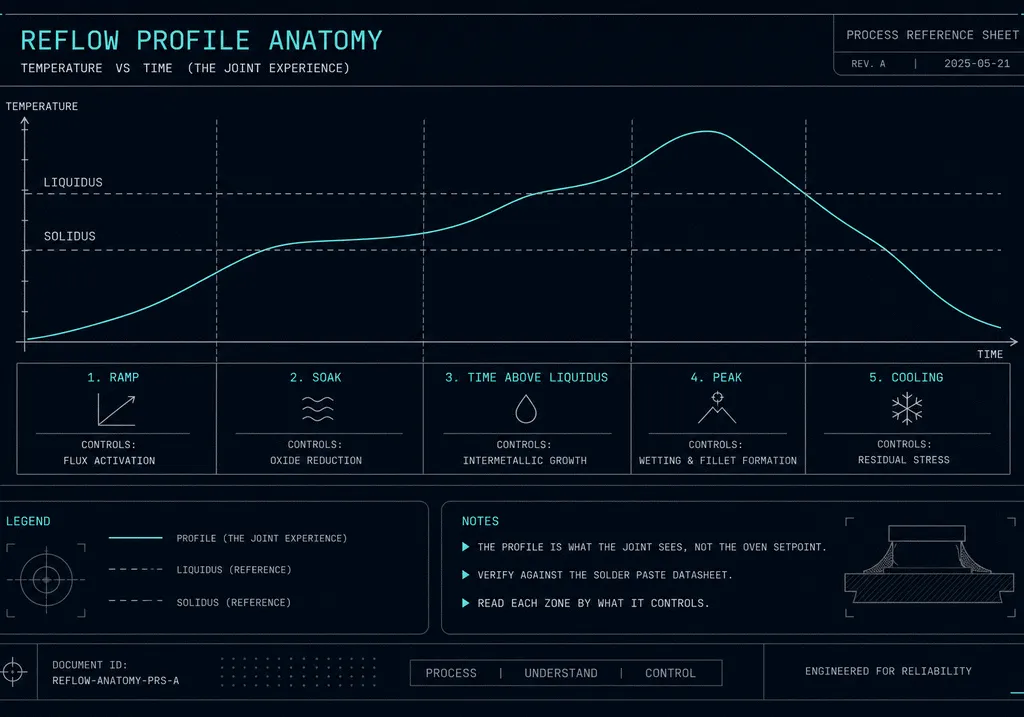 REFLOW PROFILE ANATOMY
TEMPERATURE VS TIME (THE JOINT EXPERIENCE)
PROCESS REFERENCE SHEET
REV. A | 2025-05-21
TEMPERATURE
LIQUIDUS
SOLIDUS
TIME
1. RAMP
CONTROLS:
FLUX ACTIVATION
2. SOAK
CONTROLS:
OXIDE REDUCTION
3. TIME ABOVE LIQUIDUS
CONTROLS:
INTERMETALLIC GROWTH
4. PEAK
CONTROLS:
WETTING & FILLET FORMATION
5. COOLING
CONTROLS:
RESIDUAL STRESS
LEGEND
PROFILE (THE JOINT EXPERIENCE)
LIQUIDUS (REFERENCE)
SOLIDUS (REFERENCE)
NOTES
THE PROFILE IS WHAT THE JOINT SEES, NOT THE OVEN SETPOINT.
VERIFY AGAINST THE SOLDER PASTE DATASHEET.
READ EACH ZONE BY WHAT IT CONTROLS.
DOCUMENT ID:
REFLOW-ANATOMY-PRS-A
PROCESS | UNDERSTAND | CONTROL
ENGINEERED FOR RELIABILITY